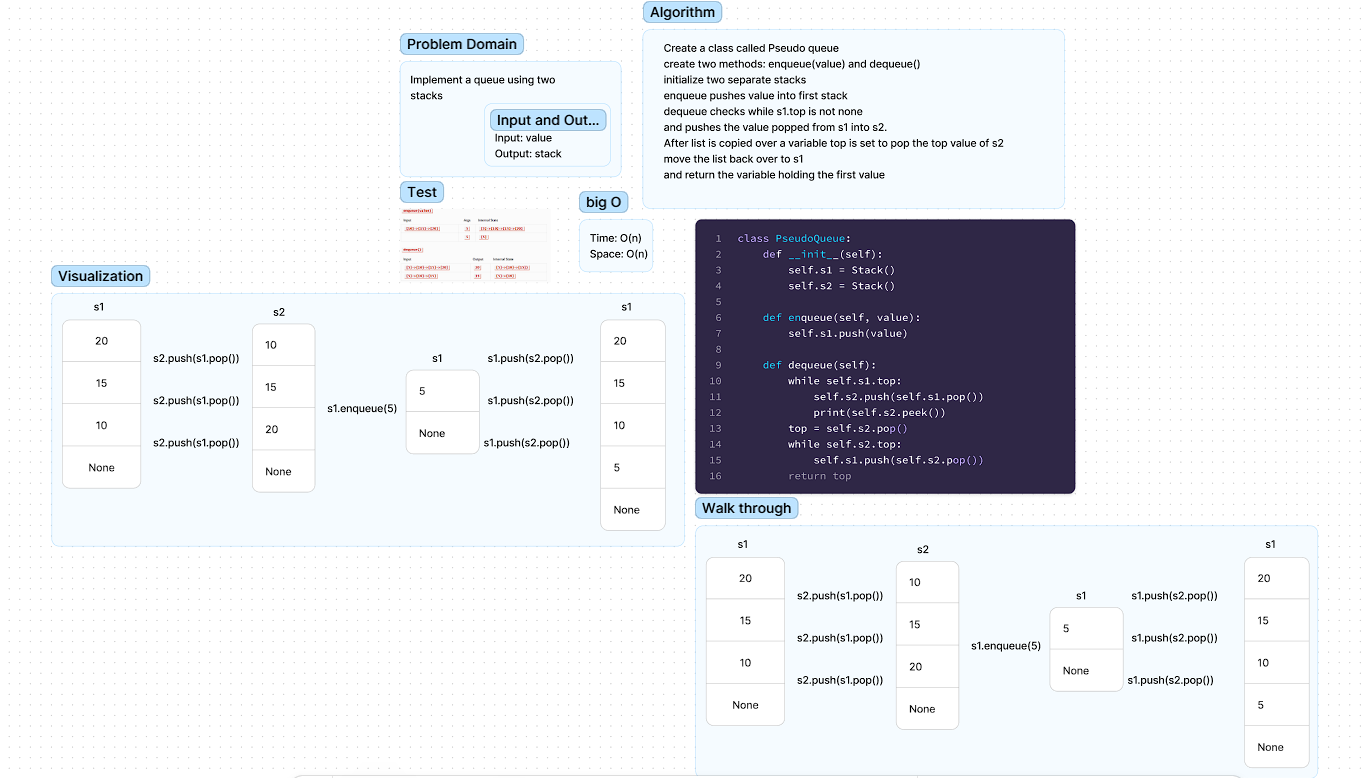 Algorithm
Create a class called Pseudo queue
create two methods: enqueue(value) and dequeue()
initialize two separate stacks
enqueue pushes value into first stack
dequeue checks while s1.top is not none
and pushes the value popped from s1 into s2.
After list is copied over a variable top is set to pop the top value of s2
move the list back over to s1
and return the variable holding the first value
Problem Domain
Implement a queue using two
stacks
Input and Out...
Input: value
Output: stack
Test
big O
Time: O(n)
Space: O(n)
1 class PseudoQueue:
2 def __init__(self):
3 self.s1 = Stack()
4 self.s2 = Stack()
5
6 def enqueue(self, value):
7 self.s1.push(value)
8
9 def dequeue(self):
10 while self.s1.top:
11 self.s2.push(self.s1.pop())
12 print(self.s2.peek())
13 top = self.s2.pop()
14 while self.s2.top:
15 self.s1.push(self.s2.pop())
16 return top
Visualization
s1
20
15
10
None
s2.push(s1.pop())
s2.push(s1.pop())
s2.push(s1.pop())
s2
10
15
20
None
s1.enqueue(5)
s1
5
None
s1.push(s2.pop())
s1.push(s2.pop())
s1.push(s2.pop())
s1
20
15
10
5
None
Walk through
s1
20
15
10
None
s2.push(s1.pop())
s2.push(s1.pop())
s2.push(s1.pop())
s2
10
15
20
None
s1.enqueue(5)
s1
5
None
s1.push(s2.pop())
s1.push(s2.pop())
s1.push(s2.pop())
s1
20
15
10
5
None